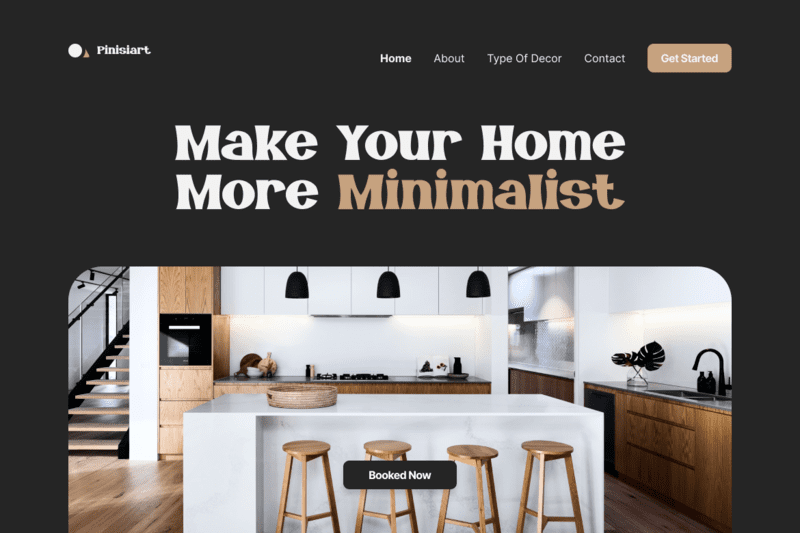 Pinisiart
Home About Type Of Decor Contact Get Started
Make Your Home
More Minimalist
Booked Now